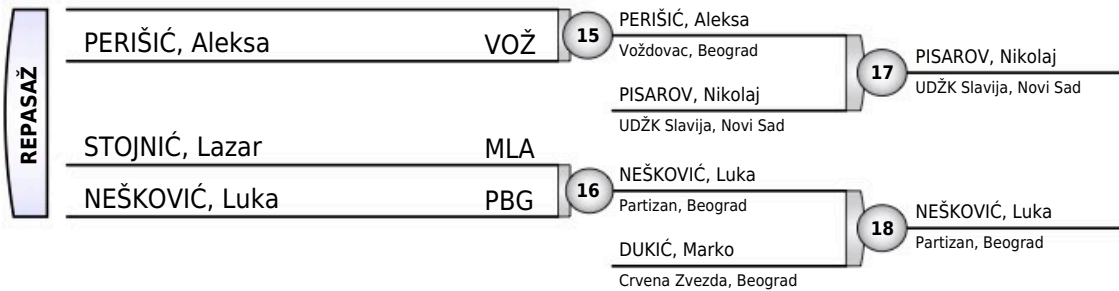 REPASAŽ
PERIŠIĆ, Aleksa VOŽ
STOJNIĆ, Lazar MLA
NEŠKOVIĆ, Luka PBG
15
PERIŠIĆ, Aleksa
Voždovac, Beograd
PISAROV, Nikolaj
UDŽK Slavija, Novi Sad
16
NEŠKOVIĆ, Luka
Partizan, Beograd
DUKIĆ, Marko
Crvena Zvezda, Beograd
17
PISAROV, Nikolaj
UDŽK Slavija, Novi Sad
18
NEŠKOVIĆ, Luka
Partizan, Beograd